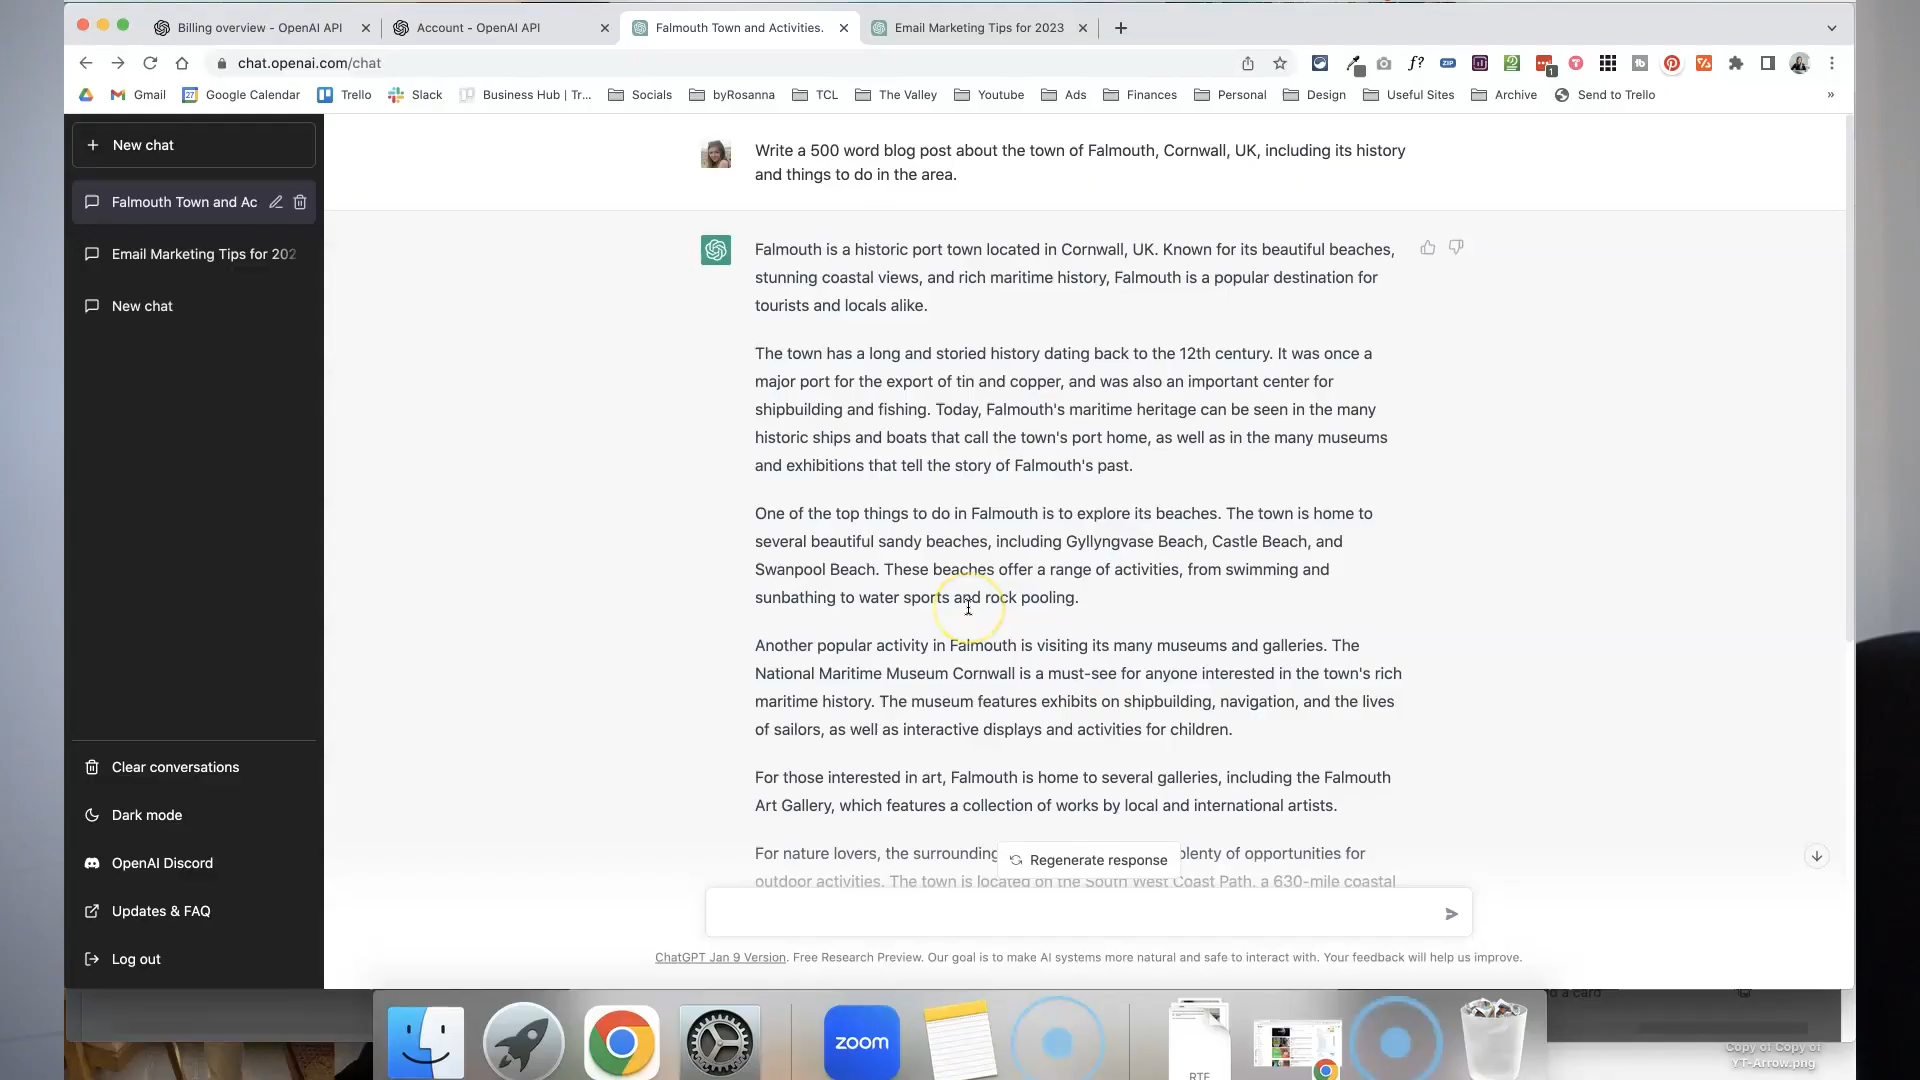 Billing overview - OpenAI API
Account - OpenAI API
Falmouth Town and Activities.
Email Marketing Tips for 2023
chat.openai.com/chat
f?
ZIP
1
Gmail
27 Google Calendar
Trello
Slack
Business Hub | Tr...
Socials
byRosanna
TCL
The Valley
Youtube
Ads
Finances
Personal
Design
Useful Sites
Archive
Send to Trello
»
+ New chat
Falmouth Town and Ac
Email Marketing Tips for 202
New chat
Clear conversations
Dark mode
OpenAI Discord
Updates & FAQ
Log out
Write a 500 word blog post about the town of Falmouth, Cornwall, UK, including its history
and things to do in the area.
Falmouth is a historic port town located in Cornwall, UK. Known for its beautiful beaches,
stunning coastal views, and rich maritime history, Falmouth is a popular destination for
tourists and locals alike.
The town has a long and storied history dating back to the 12th century. It was once a
major port for the export of tin and copper, and was also an important center for
shipbuilding and fishing. Today, Falmouth's maritime heritage can be seen in the many
historic ships and boats that call the town's port home, as well as in the many museums
and exhibitions that tell the story of Falmouth's past.
One of the top things to do in Falmouth is to explore its beaches. The town is home to
several beautiful sandy beaches, including Gyllyngvase Beach, Castle Beach, and
Swanpool Beach. These beaches offer a range of activities, from swimming and
sunbathing to water sports and rock pooling.
Another popular activity in Falmouth is visiting its many museums and galleries. The
National Maritime Museum Cornwall is a must-see for anyone interested in the town's rich
maritime history. The museum features exhibits on shipbuilding, navigation, and the lives
of sailors, as well as interactive displays and activities for children.
For those interested in art, Falmouth is home to several galleries, including the Falmouth
Art Gallery, which features a collection of works by local and international artists.
For nature lovers, the surrounding plenty of opportunities for
Regenerate response
outdoor activities. The town is located on the South West Coast Path, a 630-mile coastal
ChatGPT Jan 9 Version. Free Research Preview. Our goal is to make AI systems more natural and safe to interact with. Your feedback will help us improve.
d a card
zoom
RTF
Copy of Copy of
YT-Arrow.png